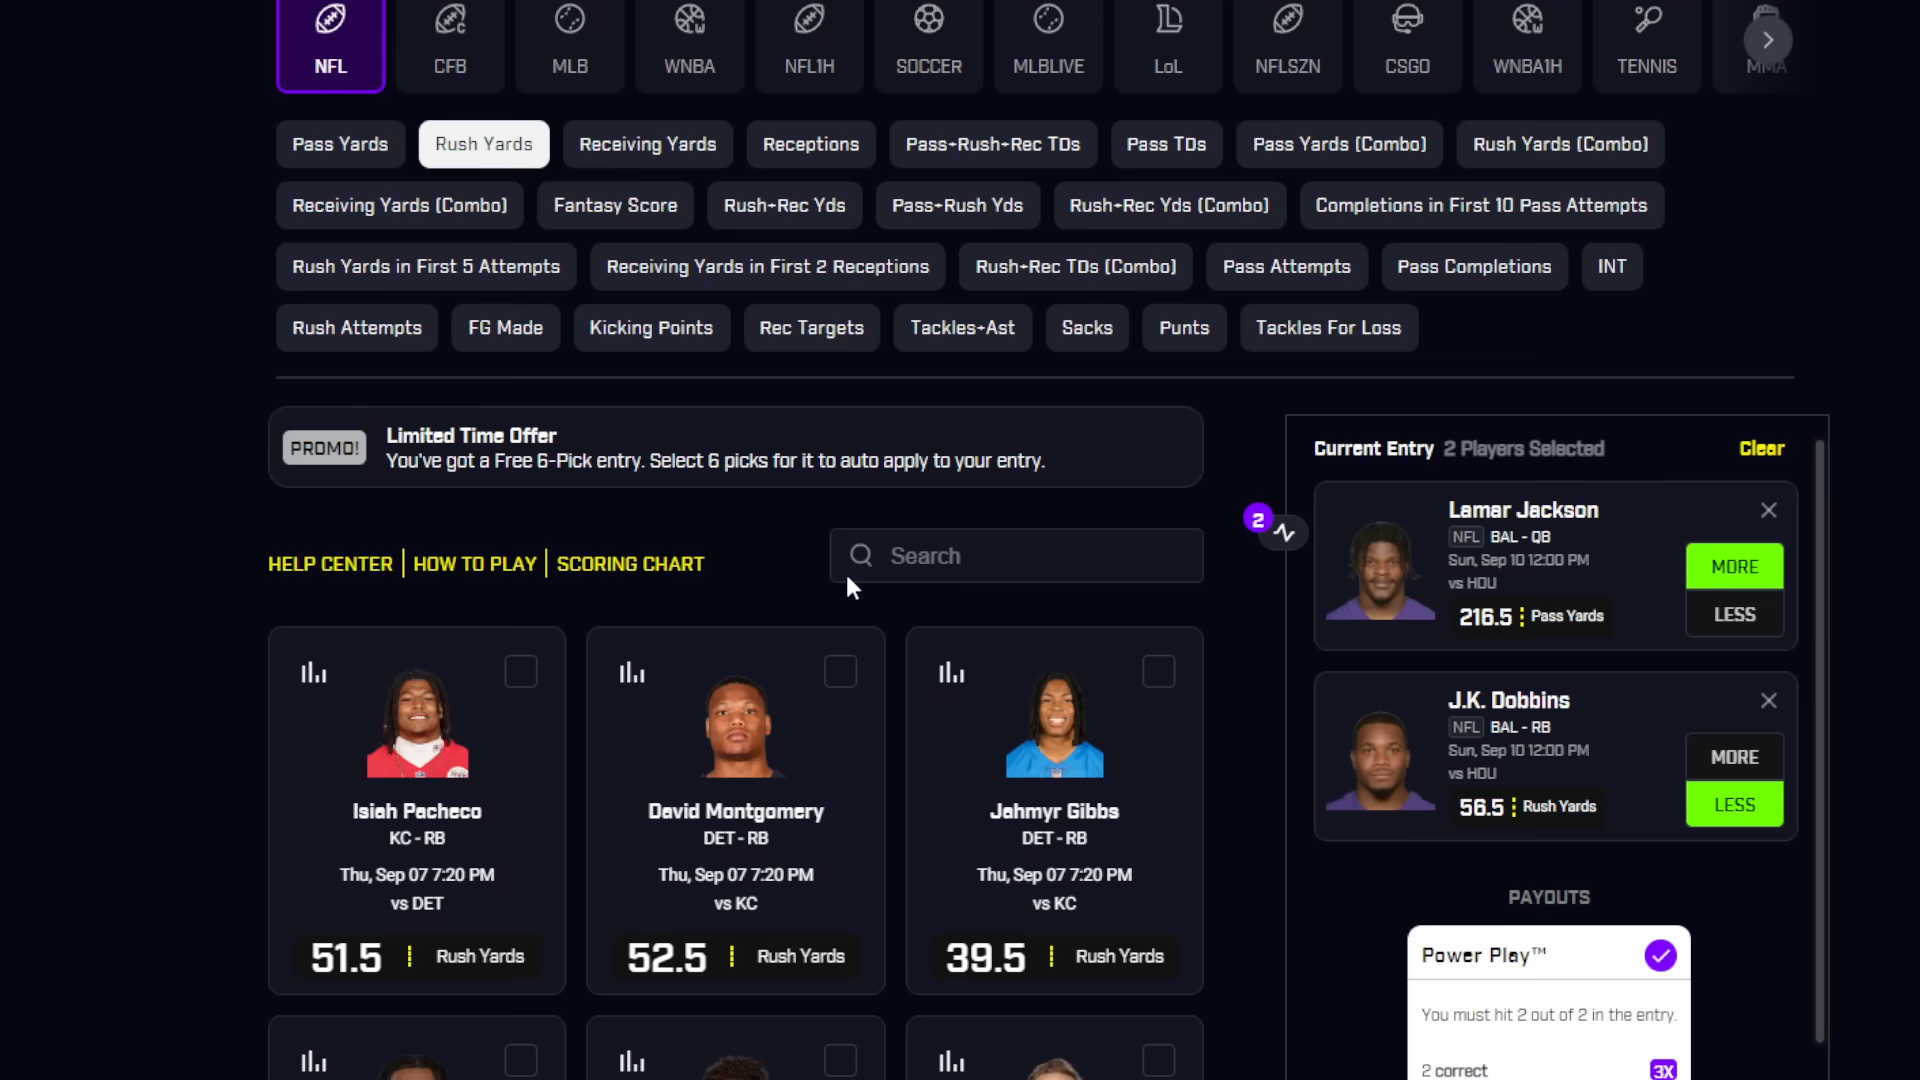 NFL
CFB
MLB
WNBA
NFL1H
SOCCER
MLBLIVE
LoL
NFLSZN
CSGO
WNBA1H
TENNIS
MMA
Pass Yards
Rush Yards
Receiving Yards
Receptions
Pass+Rush+Rec TDs
Pass TDs
Pass Yards (Combo)
Rush Yards (Combo)
Receiving Yards (Combo)
Fantasy Score
Rush+Rec Yds
Pass+Rush Yds
Rush+Rec Yds (Combo)
Completions in First 10 Pass Attempts
Rush Yards in First 5 Attempts
Receiving Yards in First 2 Receptions
Rush+Rec TDs (Combo)
Pass Attempts
Pass Completions
INT
Rush Attempts
FG Made
Kicking Points
Rec Targets
Tackles+Ast
Sacks
Punts
Tackles For Loss
PROMO!
Limited Time Offer
You've got a Free 6-Pick entry. Select 6 picks for it to auto apply to your entry.
HELP CENTER
HOW TO PLAY
SCORING CHART
Search
Isiah Pacheco
KC - RB
Thu, Sep 07 7:20 PM
vs DET
51.5 Rush Yards
David Montgomery
DET - RB
Thu, Sep 07 7:20 PM
vs KC
52.5 Rush Yards
Jahmyr Gibbs
DET - RB
Thu, Sep 07 7:20 PM
vs KC
39.5 Rush Yards
2
Current Entry 2 Players Selected
Clear
Lamar Jackson
NFL BAL - QB
Sun, Sep 10 12:00 PM
vs HOU
216.5 Pass Yards
MORE
LESS
J.K. Dobbins
NFL BAL - RB
Sun, Sep 10 12:00 PM
vs HOU
56.5 Rush Yards
MORE
LESS
PAYOUTS
Power Play™
You must hit 2 out of 2 in the entry.
2 correct 3X